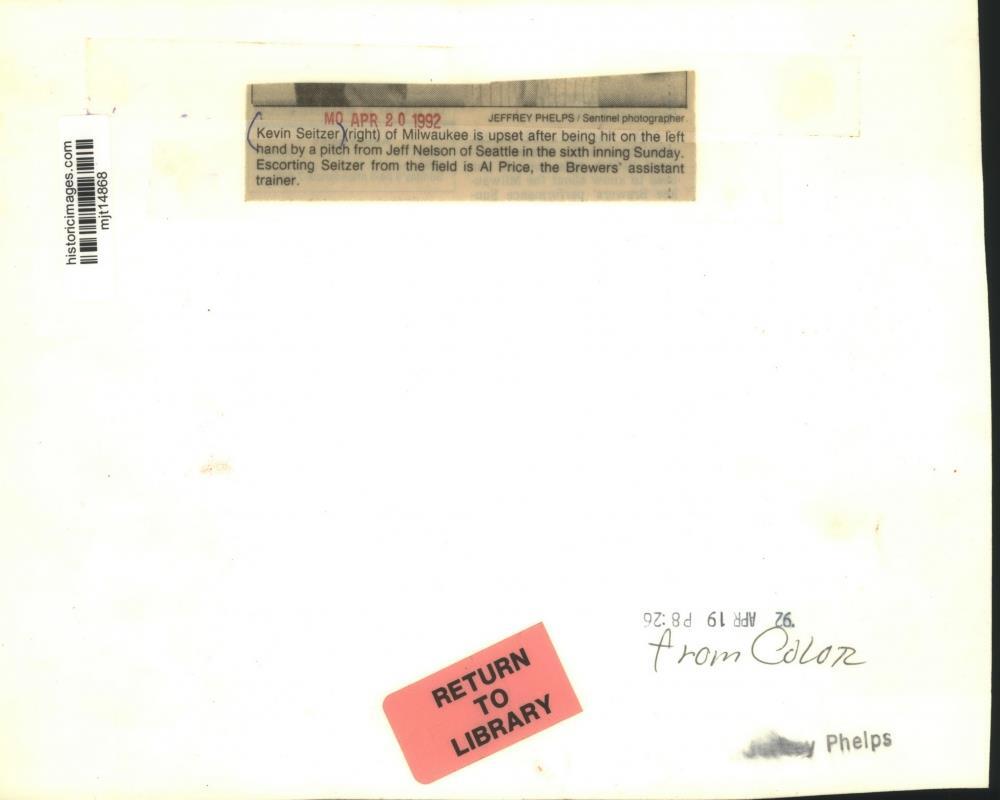 historicimages.com
mjt14868
MO APR 20 1992
JEFFREY PHELPS / Sentinel photographer
Kevin Seitzer (right) of Milwaukee is upset after being hit on the left
hand by a pitch from Jeff Nelson of Seattle in the sixth inning Sunday.
Escorting Seitzer from the field is Al Price, the Brewers' assistant
trainer.
'92 APR 19 P8:26
from Color
RETURN
TO
LIBRARY
Jeffrey Phelps